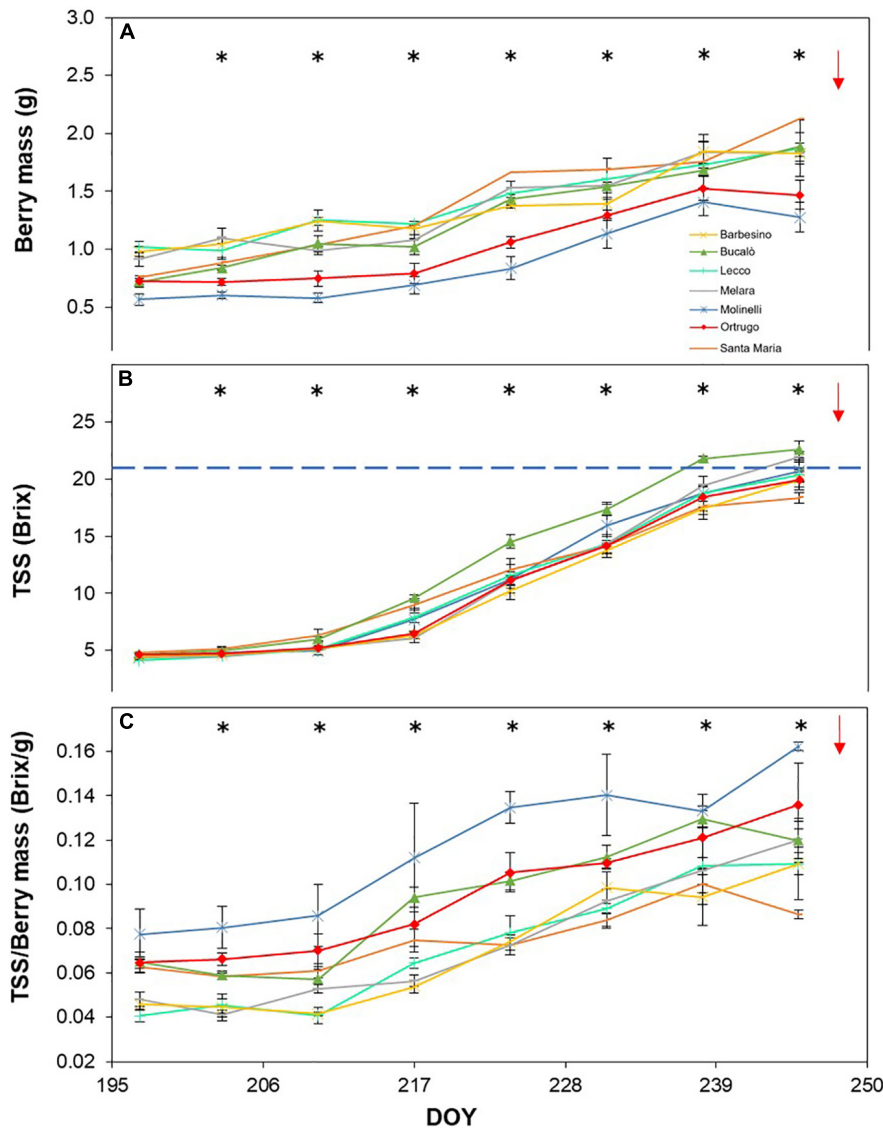 A
* * * * * * *
3.0
2.5
2.0
1.5
1.0
0.5
Berry mass (g)
Barbesino
Bucalò
Lecco
Melara
Molinelli
Ortrugo
Santa Maria
B
* * * * * * *
25
20
15
10
5
TSS (Brix)
C
* * * * * * *
0.16
0.14
0.12
0.10
0.08
0.06
0.04
0.02
TSS/Berry mass (Brix/g)
195 206 217 228 239 250
DOY